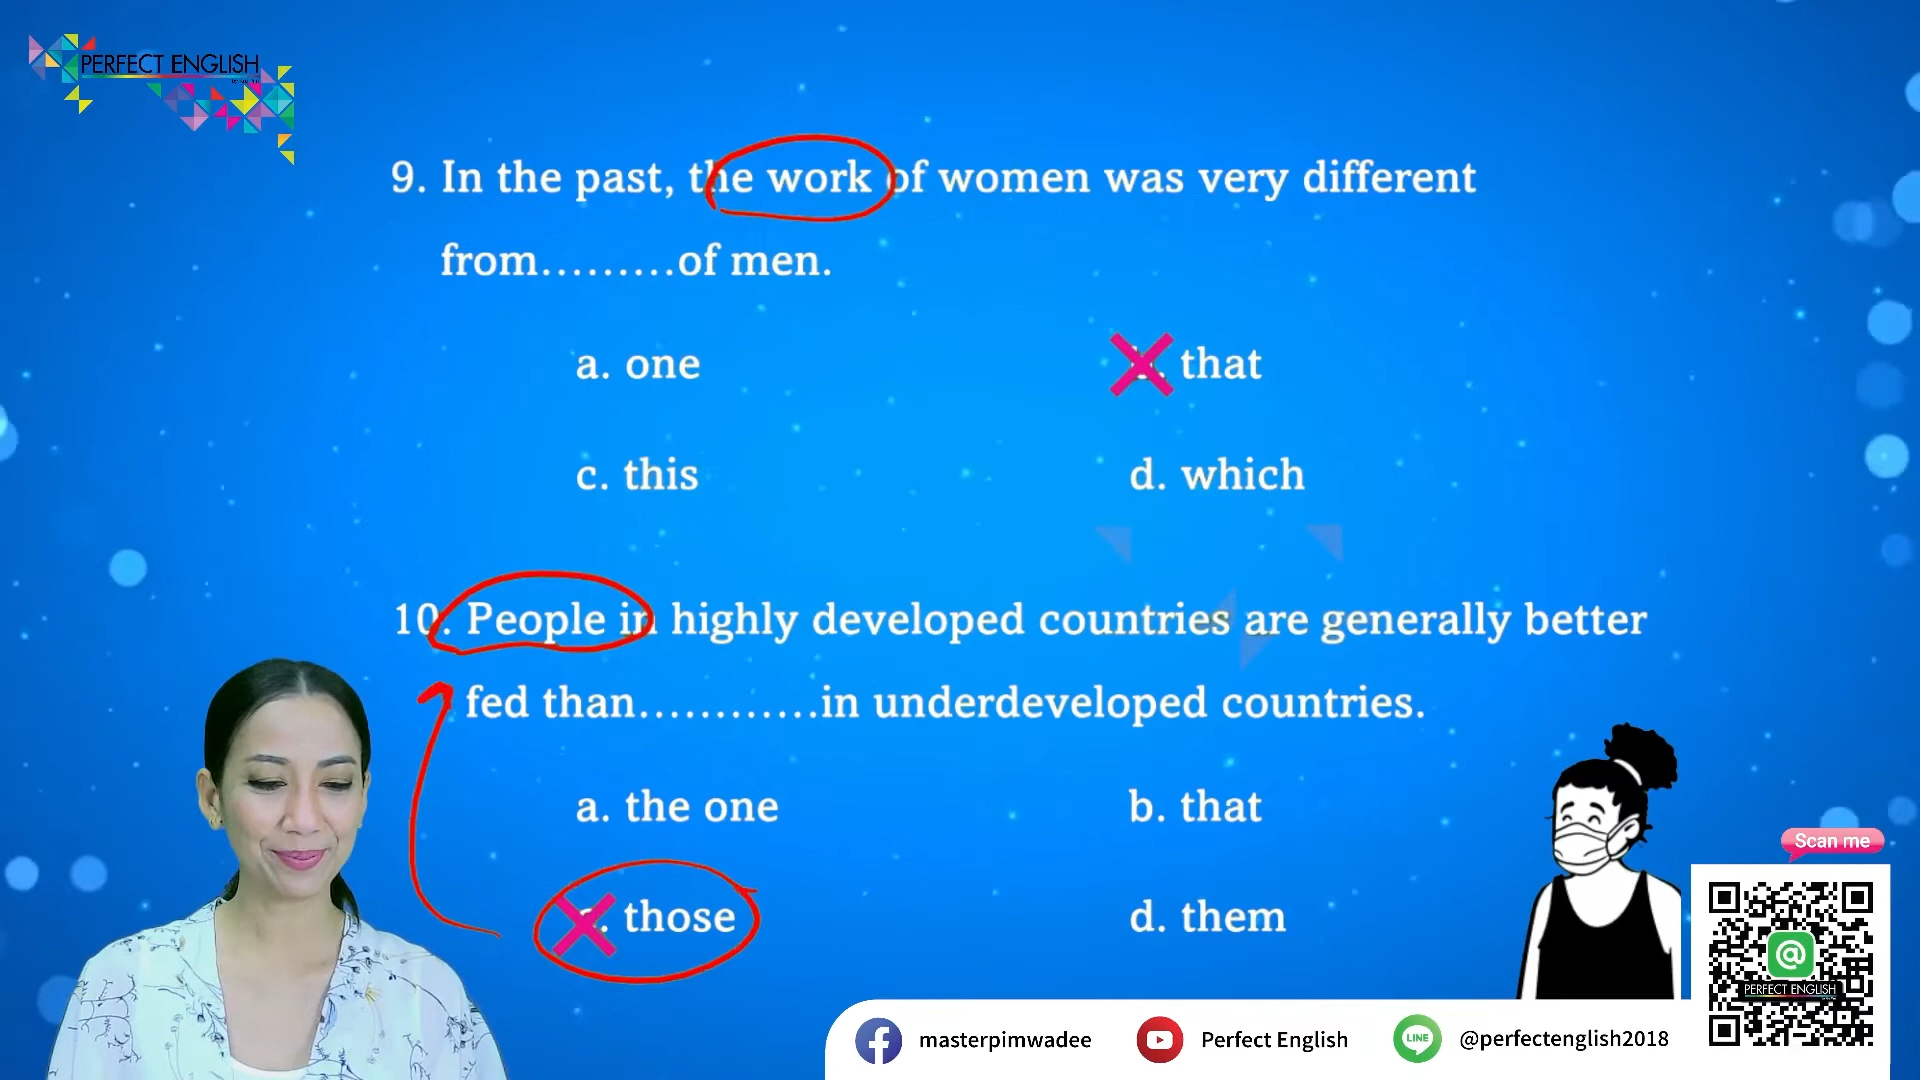 PERFECT ENGLISH
9. In the past, the work of women was very different
from.........of men.
a. one
that
c. this
d. which
10. People in highly developed countries are generally better
fed than............in underdeveloped countries.
a. the one
b. that
those
d. them
Scan me
@
PERFECT ENGLISH
masterpimwadee
Perfect English
LINE
@perfectenglish2018